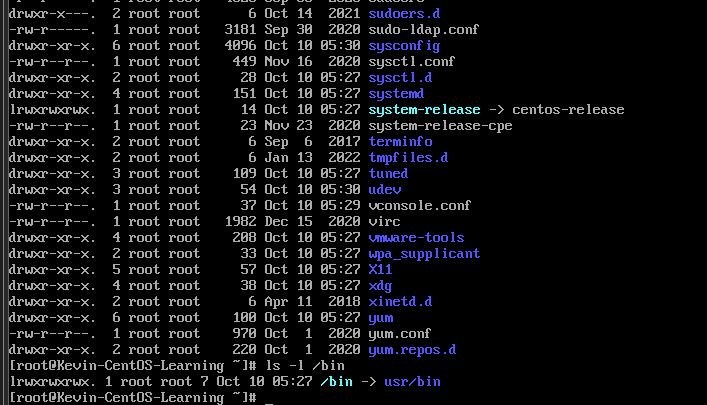 drwxr-x---. 2 root root 6 Oct 14 2021 sudoers.d
-rw-r-----. 1 root root 3181 Sep 30 2020 sudo-ldap.conf
drwxr-xr-x. 6 root root 4096 Oct 10 05:30 sysconfig
-rw-r--r--. 1 root root 449 Nov 16 2020 sysctl.conf
drwxr-xr-x. 2 root root 28 Oct 10 05:27 sysctl.d
drwxr-xr-x. 4 root root 151 Oct 10 05:27 systemd
lrwxrwxrwx. 1 root root 14 Oct 10 05:27 system-release -> centos-release
-rw-r--r--. 1 root root 23 Nov 23 2020 system-release-cpe
drwxr-xr-x. 2 root root 6 Sep 6 2017 terminfo
drwxr-xr-x. 2 root root 6 Jan 13 2022 tmpfiles.d
drwxr-xr-x. 3 root root 109 Oct 10 05:27 tuned
drwxr-xr-x. 3 root root 54 Oct 10 05:30 udev
-rw-r--r--. 1 root root 37 Oct 10 05:29 vconsole.conf
-rw-r--r--. 1 root root 1982 Dec 15 2020 virc
drwxr-xr-x. 4 root root 208 Oct 10 05:27 vmware-tools
drwxr-xr-x. 2 root root 33 Oct 10 05:27 wpa_supplicant
drwxr-xr-x. 5 root root 57 Oct 10 05:27 X11
drwxr-xr-x. 4 root root 38 Oct 10 05:27 xdg
drwxr-xr-x. 2 root root 6 Apr 11 2018 xinetd.d
drwxr-xr-x. 6 root root 100 Oct 10 05:27 yum
-rw-r--r--. 1 root root 970 Oct 1 2020 yum.conf
drwxr-xr-x. 2 root root 220 Oct 1 2020 yum.repos.d
[root@Kevin-CentOS-Learning ~]# ls -l /bin
lrwxrwxrwx. 1 root root 7 Oct 10 05:27 /bin -> usr/bin
[root@Kevin-CentOS-Learning ~]# _